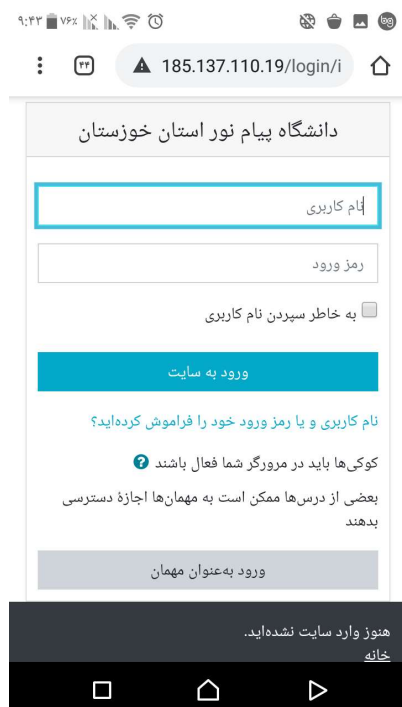 ۹:۴۳ ۷۶٪
۴۴ 185.137.110.19/login/i
دانشگاه پیام نور استان خوزستان
نام کاربری
رمز ورود
به خاطر سپردن نام کاربری
ورود به سایت
نام کاربری و یا رمز ورود خود را فراموش کرده‌اید؟
کوکی‌ها باید در مرورگر شما فعال باشند ?
بعضی از درس‌ها ممکن است به مهمان‌ها اجازهٔ دسترسی
بدهند
ورود به‌عنوان مهمان
هنوز وارد سایت نشده‌اید.
خانه